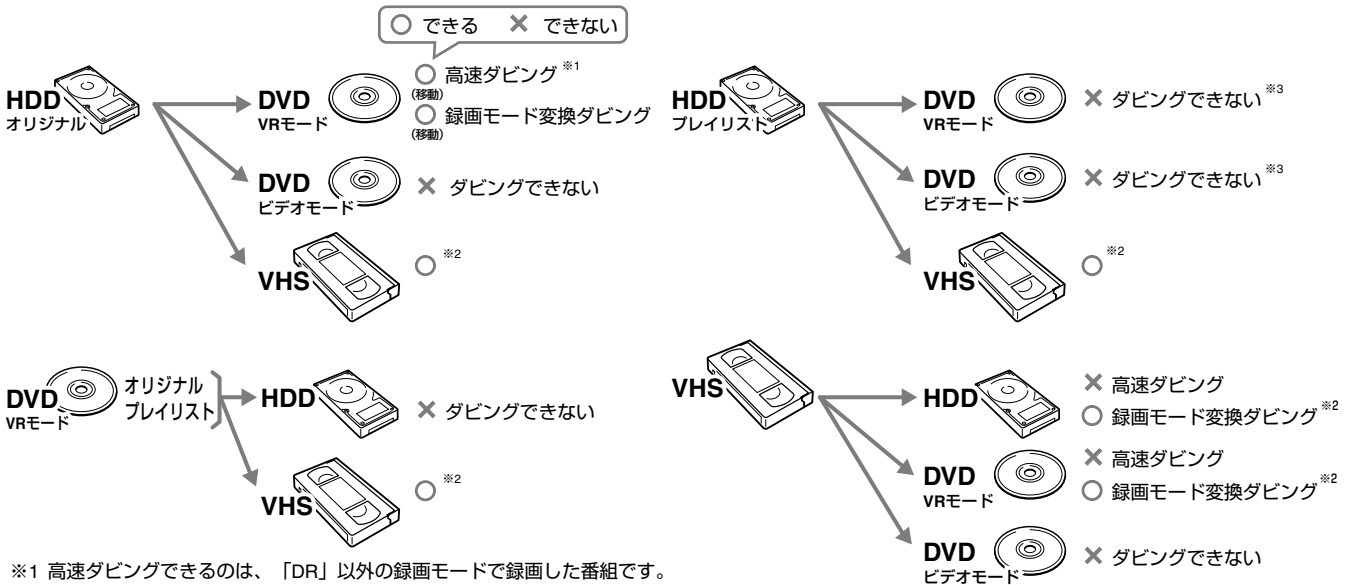 ○ できる × できない
HDD
オリジナル
DVD
VRモード
○ 高速ダビング ※1
(移動)
○ 録画モード変換ダビング
(移動)
DVD
ビデオモード
× ダビングできない
VHS
○ ※2
HDD
プレイリスト
DVD
VRモード
× ダビングできない ※3
DVD
ビデオモード
× ダビングできない ※3
VHS
○ ※2
DVD
VRモード
オリジナル
プレイリスト
HDD
× ダビングできない
VHS
○ ※2
VHS
HDD
× 高速ダビング
○ 録画モード変換ダビング ※2
DVD
VRモード
× 高速ダビング
○ 録画モード変換ダビング ※2
DVD
ビデオモード
× ダビングできない
※1 高速ダビングできるのは、「DR」以外の録画モードで録画した番組です。